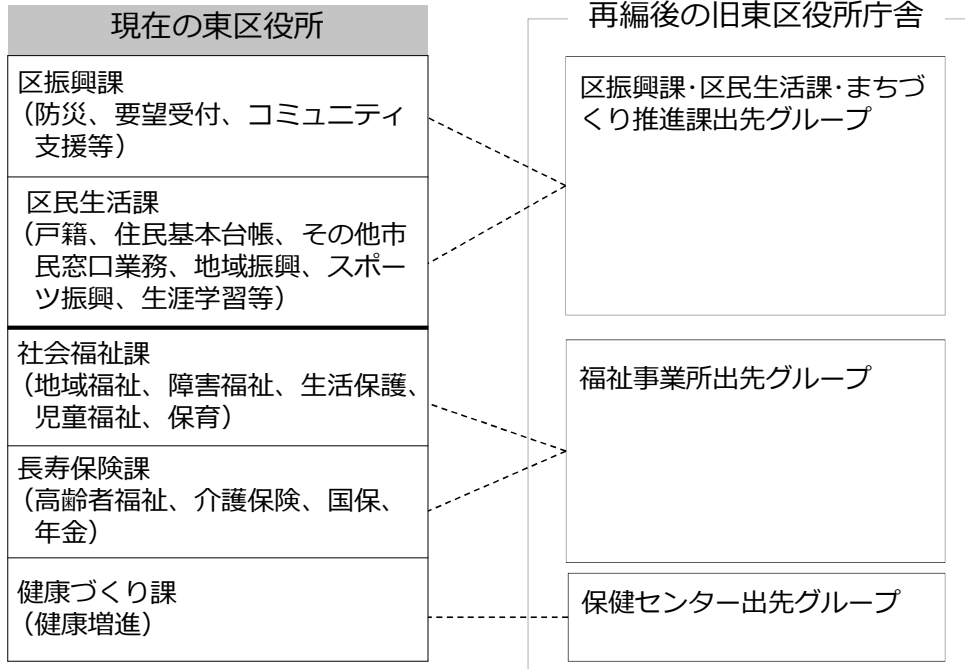 現在の東区役所
区振興課
（防災、要望受付、コミュニティ
支援等）
区民生活課
（戸籍、住民基本台帳、その他市
民窓口業務、地域振興、スポー
ツ振興、生涯学習等）
社会福祉課
（地域福祉、障害福祉、生活保護、
児童福祉、保育）
長寿保険課
（高齢者福祉、介護保険、国保、
年金）
健康づくり課
（健康増進）
再編後の旧東区役所庁舎
区振興課･区民生活課･まちづ
くり推進課出先グループ
福祉事業所出先グループ
保健センター出先グループ